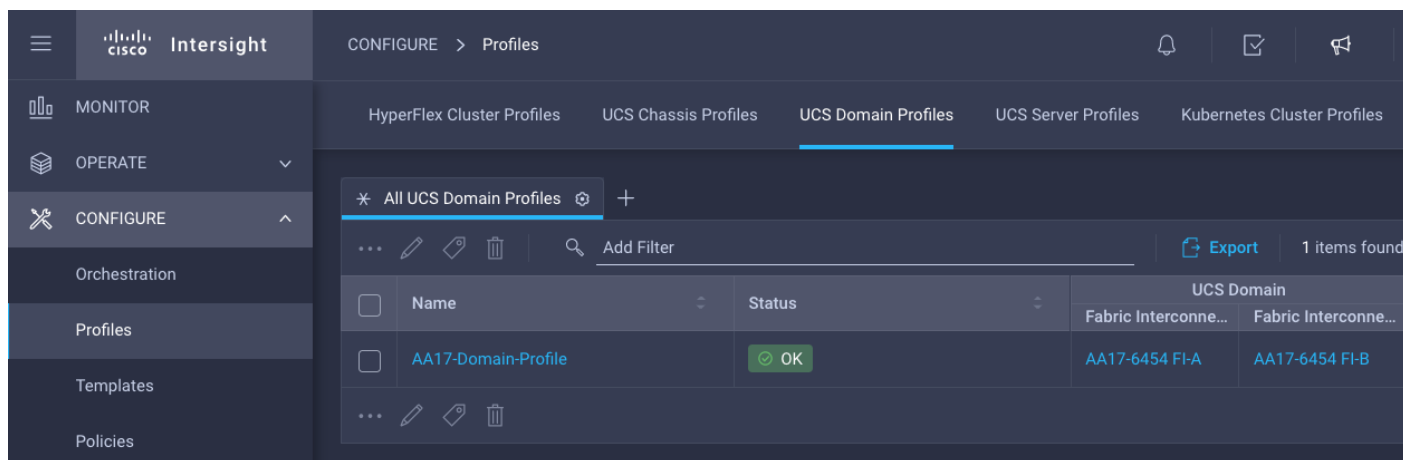 cisco Intersight
CONFIGURE > Profiles
MONITOR
OPERATE
CONFIGURE
Orchestration
Profiles
Templates
Policies
HyperFlex Cluster Profiles UCS Chassis Profiles UCS Domain Profiles UCS Server Profiles Kubernetes Cluster Profiles
All UCS Domain Profiles
Add Filter Export 1 items found
Name Status UCS Domain
Fabric Interconne... Fabric Interconne...
AA17-Domain-Profile OK AA17-6454 FI-A AA17-6454 FI-B